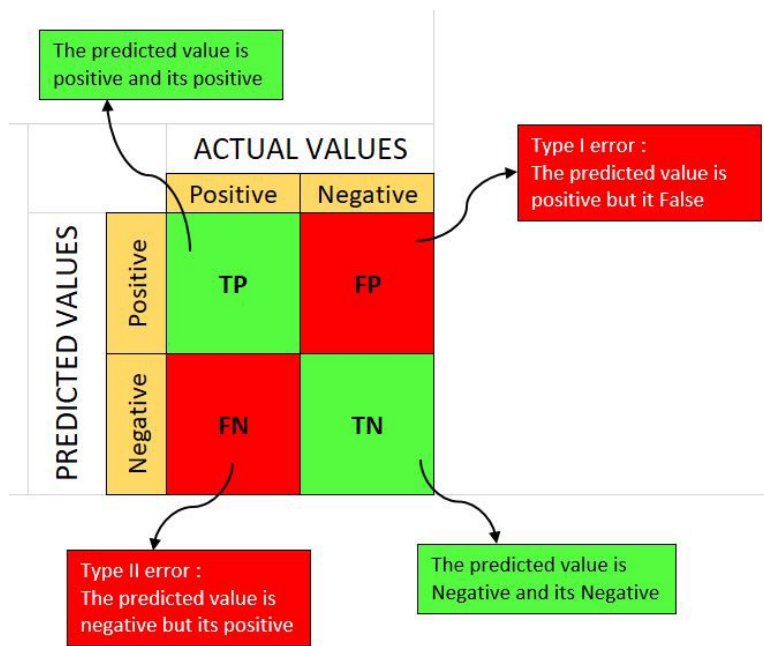 The predicted value is
positive and its positive
ACTUAL VALUES
Type I error :
The predicted value is
positive but it False
Positive Negative
PREDICTED VALUES
Positive
TP FP
Negative
FN TN
Type II error :
The predicted value is
negative but its positive
The predicted value is
Negative and its Negative